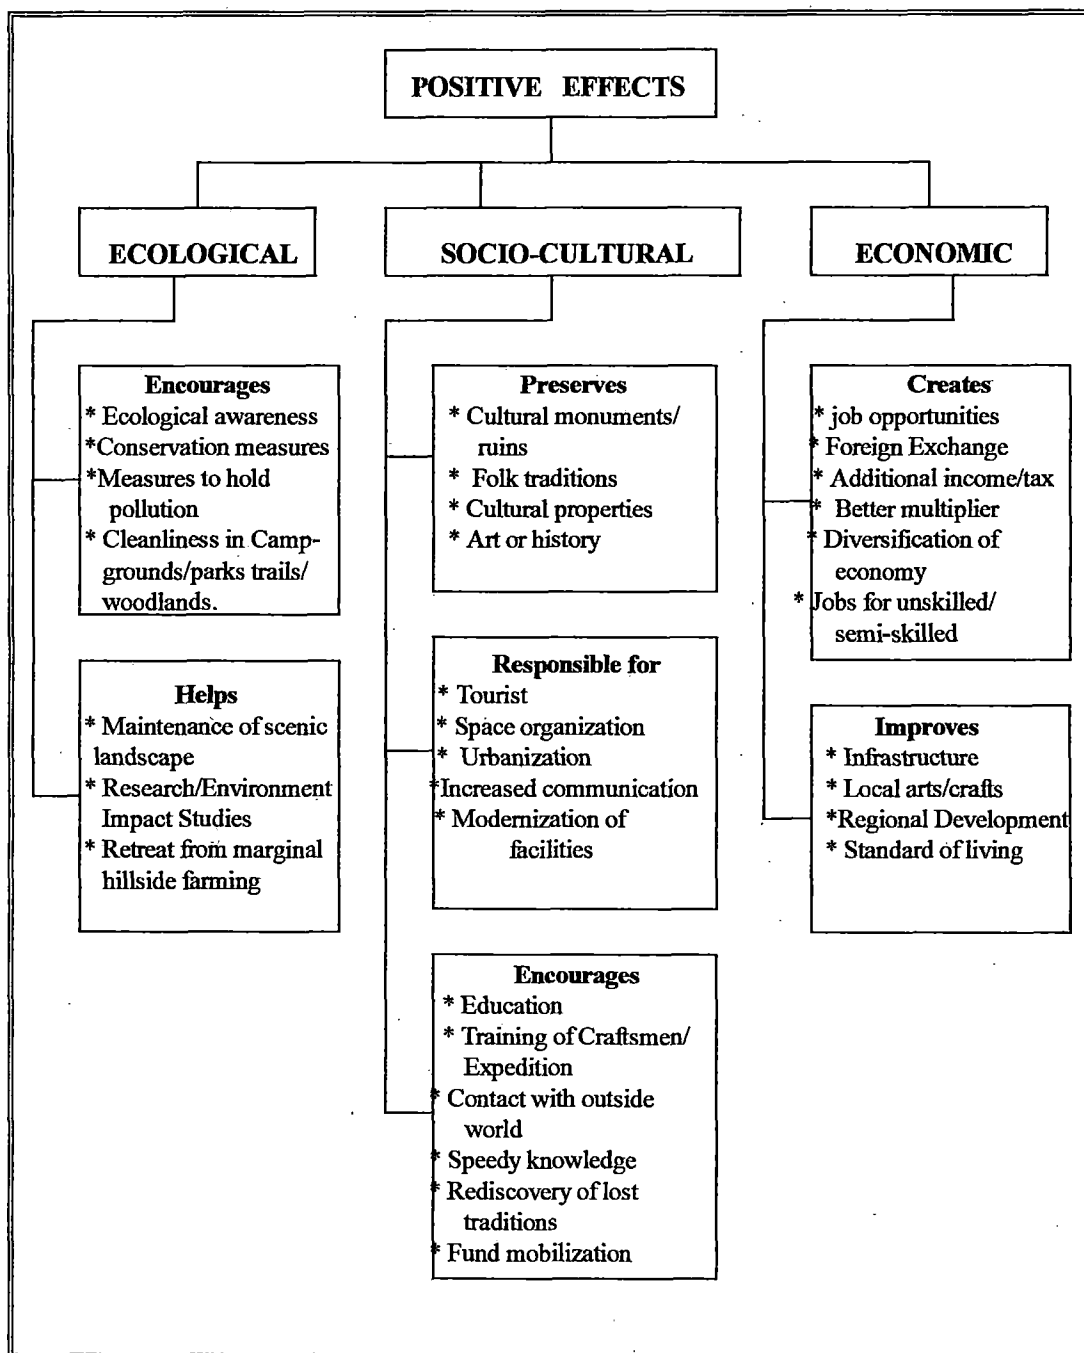 POSITIVE EFFECTS
ECOLOGICAL
Encourages
* Ecological awareness
*Conservation measures
*Measures to hold
pollution
* Cleanliness in Camp-
grounds/parks trails/
woodlands.
Helps
* Maintenance of scenic
landscape
* Research/Environment
Impact Studies
* Retreat from marginal
hillside farming
SOCIO-CULTURAL
Preserves
* Cultural monuments/
ruins
* Folk traditions
* Cultural properties
* Art or history
Responsible for
* Tourist
* Space organization
* Urbanization
*Increased communication
* Modernization of
facilities
Encourages
* Education
* Training of Craftsmen/
Expedition
* Contact with outside
world
* Speedy knowledge
* Rediscovery of lost
traditions
* Fund mobilization
ECONOMIC
Creates
* job opportunities
* Foreign Exchange
* Additional income/tax
* Better multiplier
* Diversification of
economy
* Jobs for unskilled/
semi-skilled
Improves
* Infrastructure
* Local arts/crafts
*Regional Development
* Standard of living